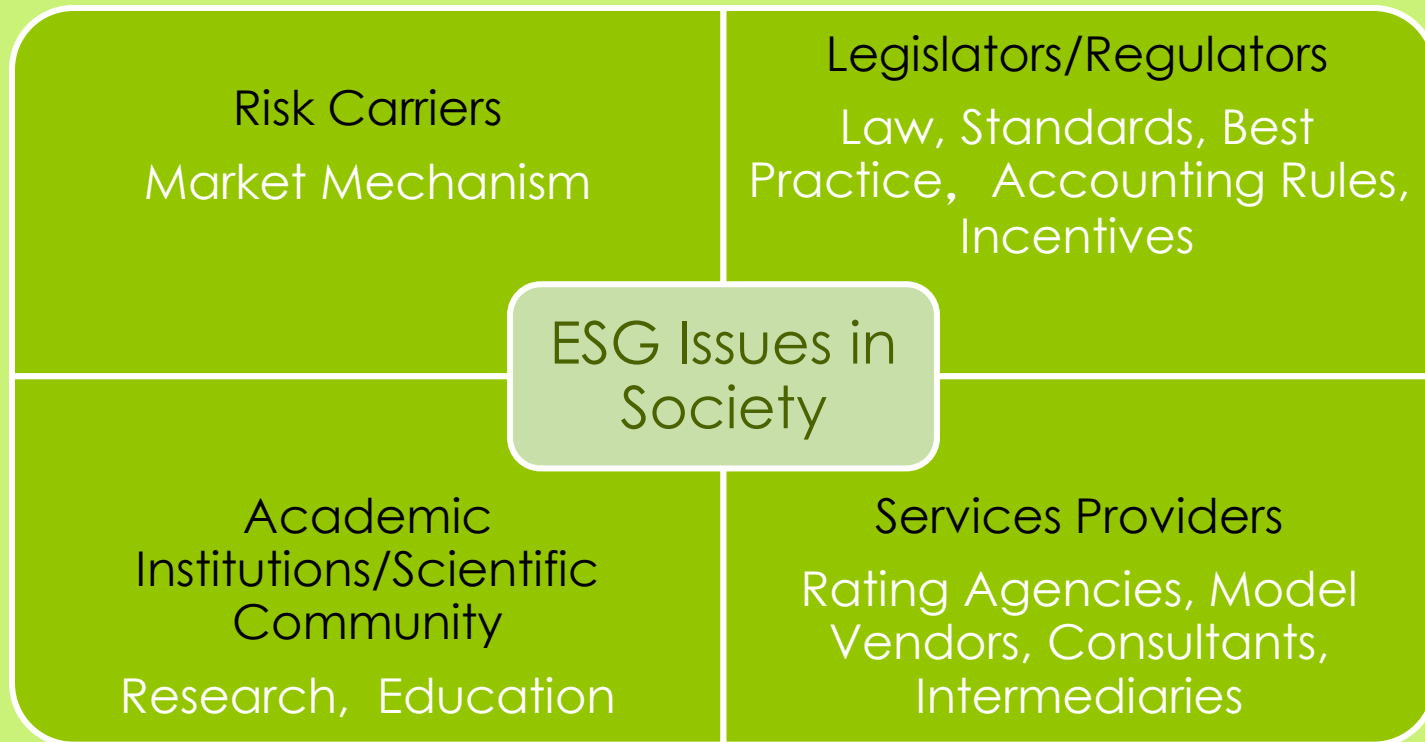 Risk Carriers
Market Mechanism
Legislators/Regulators
Law, Standards, Best
Practice， Accounting Rules,
Incentives
ESG Issues in
Society
Academic
Institutions/Scientific
Community
Research, Education
Services Providers
Rating Agencies, Model
Vendors, Consultants,
Intermediaries